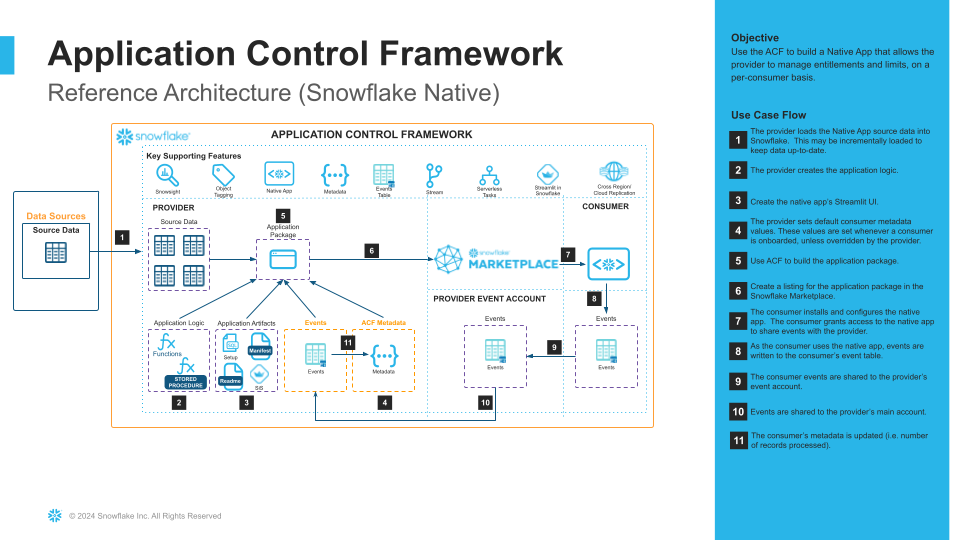 Application Control Framework
Reference Architecture (Snowflake Native)
snowflake®
APPLICATION CONTROL FRAMEWORK
Key Supporting Features
Snowsight
Object
Tagging
Native App
Metadata
Events
Table
Stream
Serverless
Tasks
Streamlit in
Snowflake
Cross Region/
Cloud Replication
PROVIDER
CONSUMER
Data Sources
Source Data
1
Source Data
5
Application
Package
6
snowflake
MARKETPLACE
7
8
PROVIDER EVENT ACCOUNT
Application Logic
Functions
STORED
PROCEDURE
2
Application Artifacts
Setup
Manifest
Readme
SiS
3
Events
Events
11
ACF Metadata
Metadata
4
Events
Events
10
9
Events
Events
Objective
Use the ACF to build a Native App that allows the
provider to manage entitlements and limits, on a
per-consumer basis.
Use Case Flow
1 The provider loads the Native App source data into
Snowflake. This may be incrementally loaded to
keep data up-to-date.
2 The provider creates the application logic.
3 Create the native app's Streamlit UI.
4 The provider sets default consumer metadata
values. These values are set whenever a consumer
is onboarded, unless overridden by the provider.
5 Use ACF to build the application package.
6 Create a listing for the application package in the
Snowflake Marketplace.
7 The consumer installs and configures the native
app. The consumer grants access to the native app
to share events with the provider.
8 As the consumer uses the native app, events are
written to the consumer's event table.
9 The consumer events are shared to the provider's
event account.
10 Events are shared to the provider's main account.
11 The consumer's metadata is updated (i.e. number
of records processed).
© 2024 Snowflake Inc. All Rights Reserved